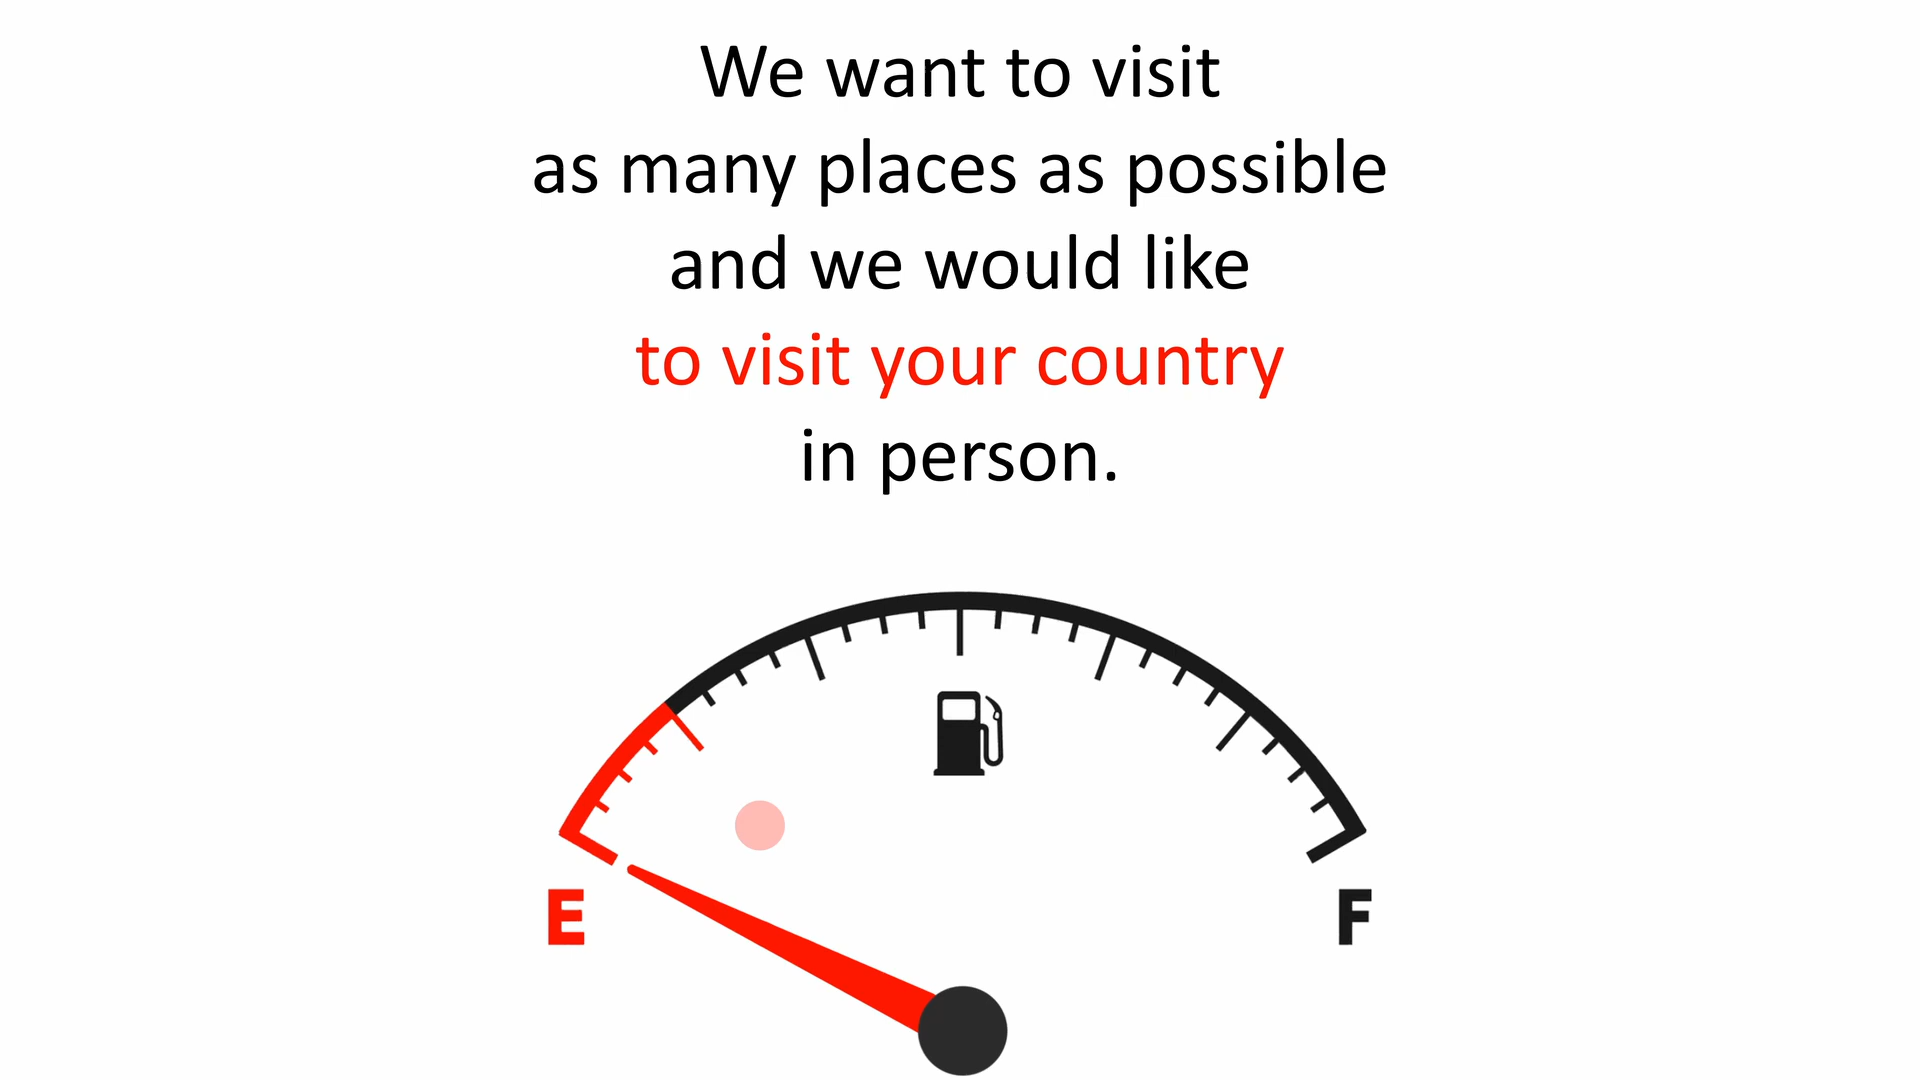 We want to visit
as many places as possible
and we would like
to visit your country
in person.
E
F